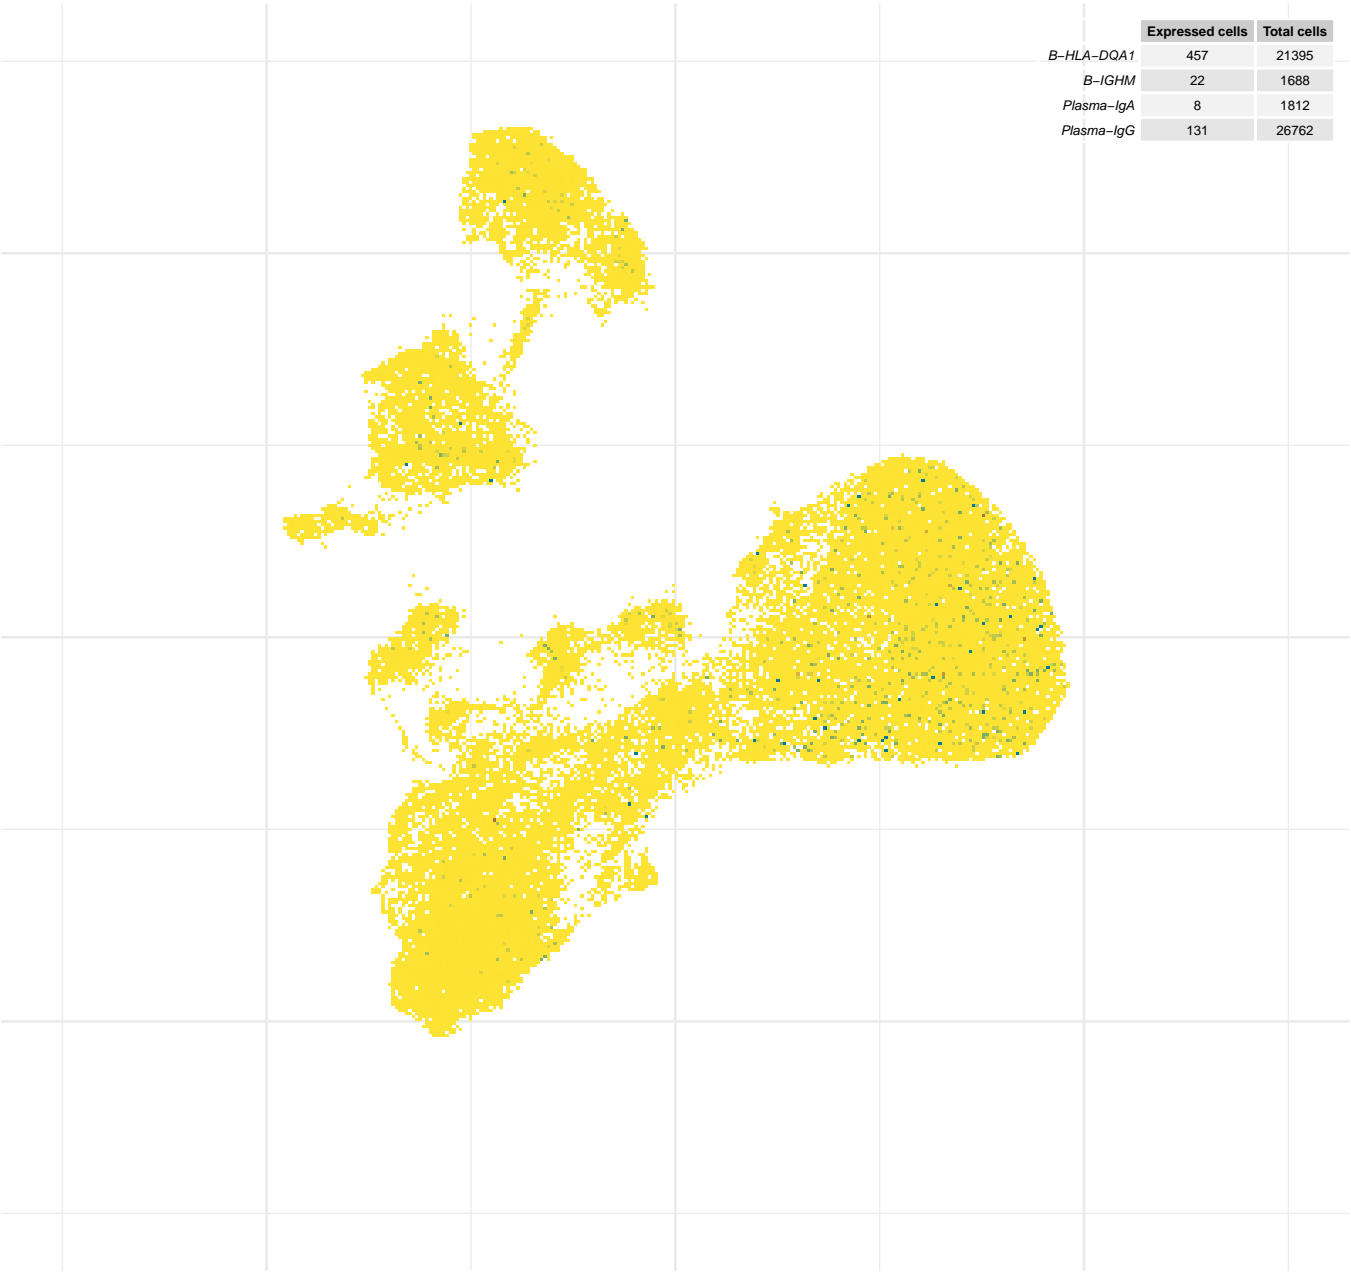 Expressed cells Total cells
B−HLA−DQA1 457 21395
B−IGHM 22 1688
Plasma−IgA 8 1812
Plasma−IgG 131 26762